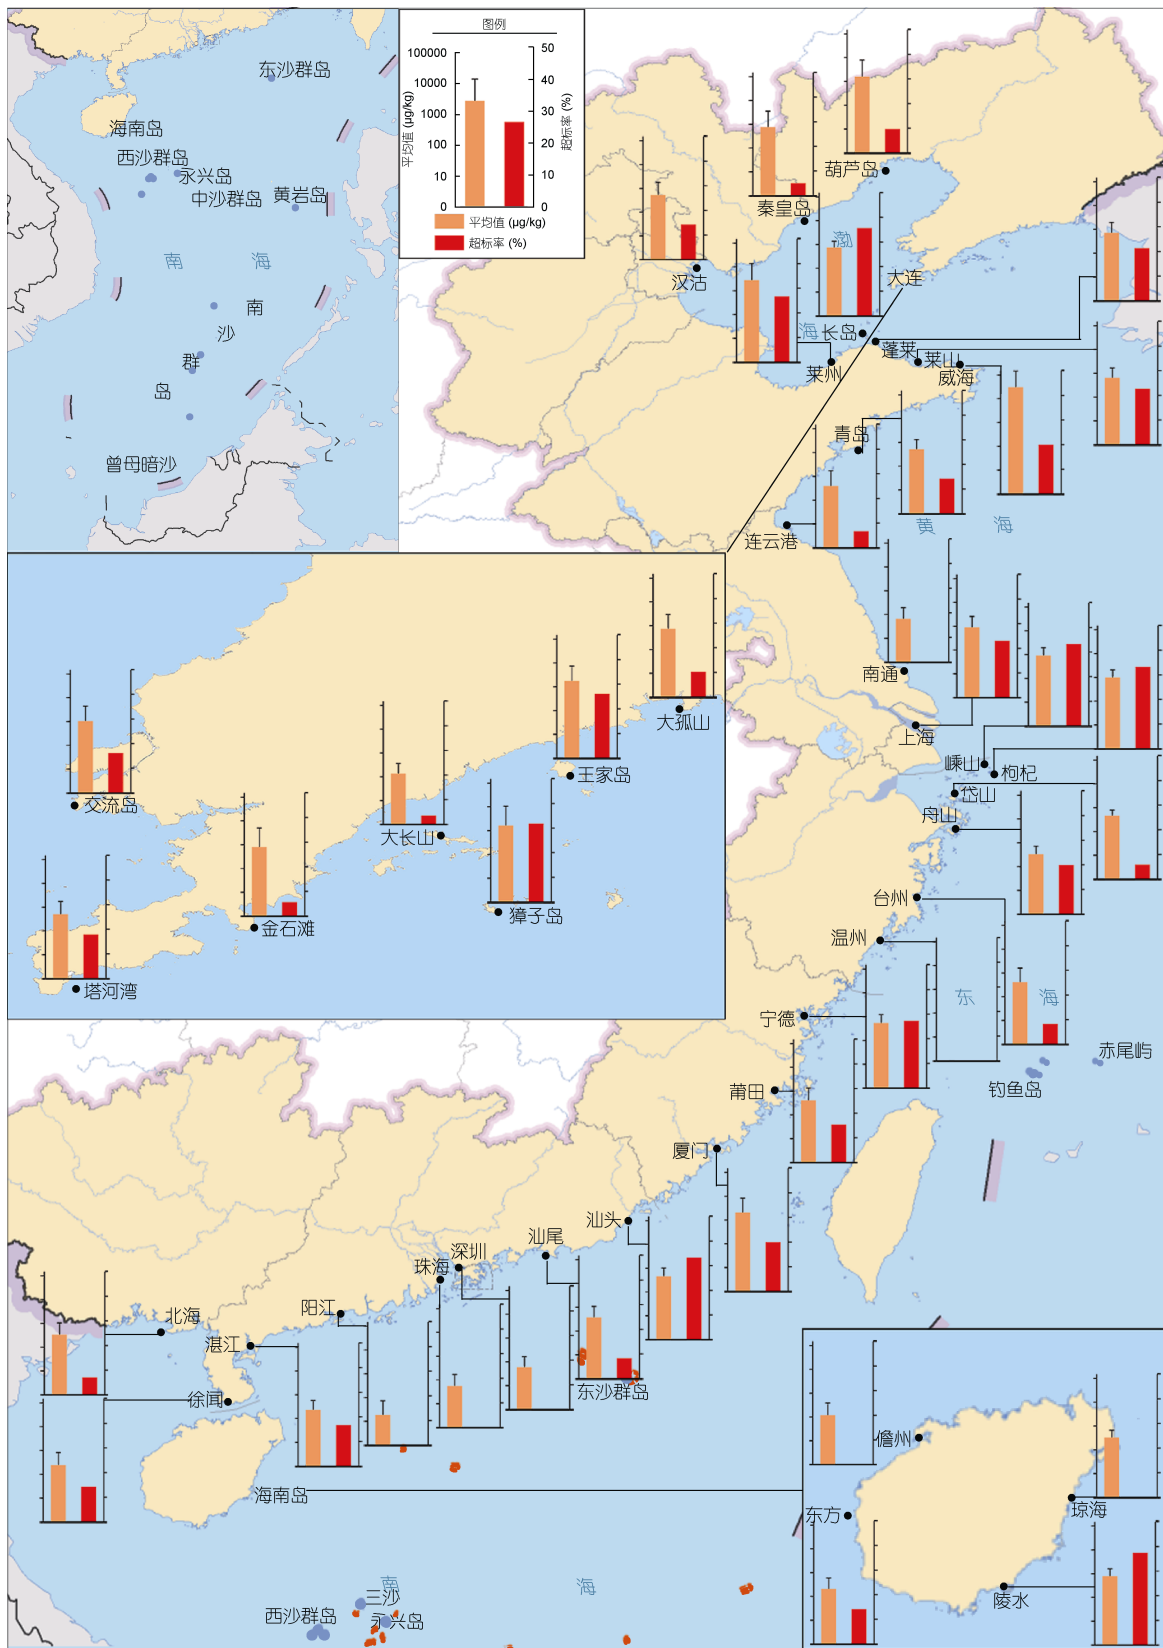 图例
平均值 (μg/kg)
100000
10000
1000
100
10
0
50
40
30
20
10
0
超标率 (%)
平均值 (μg/kg)
超标率 (%)
东沙群岛
海南岛
西沙群岛
永兴岛
中沙群岛
黄岩岛
南 海
南
沙
群
岛
曾母暗沙
葫芦岛
秦皇岛
汉沽
渤
海
大连
长岛
蓬莱
莱山
威海
莱州
青岛
连云港
黄 海
南通
上海
嵊山
枸杞
岱山
舟山
台州
温州
宁德
东 海
赤尾屿
钓鱼岛
莆田
厦门
大孤山
王家岛
交流岛
大长山
獐子岛
金石滩
塔河湾
汕头
汕尾
深圳
珠海
阳江
北海
湛江
徐闻
东沙群岛
海南岛
儋州
东方
琼海
陵水
南 海
三沙
西沙群岛
永兴岛